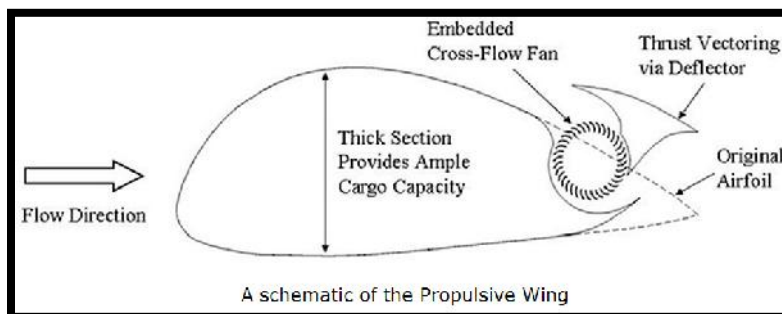 Embedded
Cross-Flow Fan
Thrust Vectoring
via Deflector
Thick Section
Provides Ample
Cargo Capacity
Original
Airfoil
Flow Direction
A schematic of the Propulsive Wing